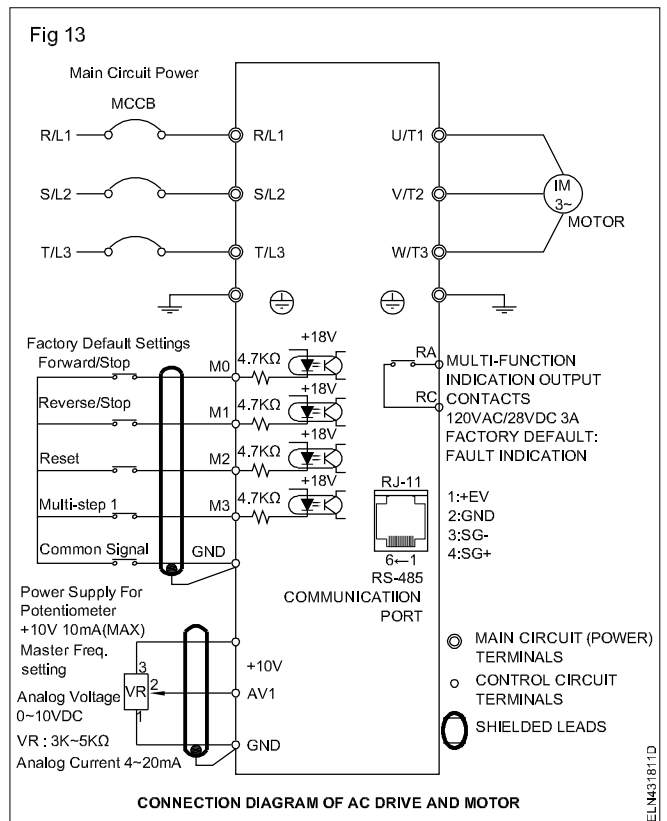 Fig 13
Main Circuit Power
MCCB
R/L1
R/L1
U/T1
S/L2
S/L2
V/T2
IM
3~
MOTOR
T/L3
T/L3
W/T3
Factory Default Settings
Forward/Stop
M0
4.7KΩ
+18V
Reverse/Stop
M1
4.7KΩ
+18V
Reset
M2
4.7KΩ
+18V
Multi-step 1
M3
4.7KΩ
+18V
Common Signal
GND
RA
RC
MULTI-FUNCTION
INDICATION OUTPUT
CONTACTS
120VAC/28VDC 3A
FACTORY DEFAULT:
FAULT INDICATION
RJ-11
6←1
1:+EV
2:GND
3:SG-
4:SG+
RS-485
COMMUNICATIION
PORT
Power Supply For
Potentiometer
+10V 10mA(MAX)
Master Freq.
setting
3
VR
2
1
Analog Voltage
0~10VDC
VR : 3K~5KΩ
Analog Current 4~20mA
+10V
AV1
GND
MAIN CIRCUIT (POWER)
TERMINALS
CONTROL CIRCUIT
TERMINALS
SHIELDED LEADS
CONNECTION DIAGRAM OF AC DRIVE AND MOTOR
ELN431811D